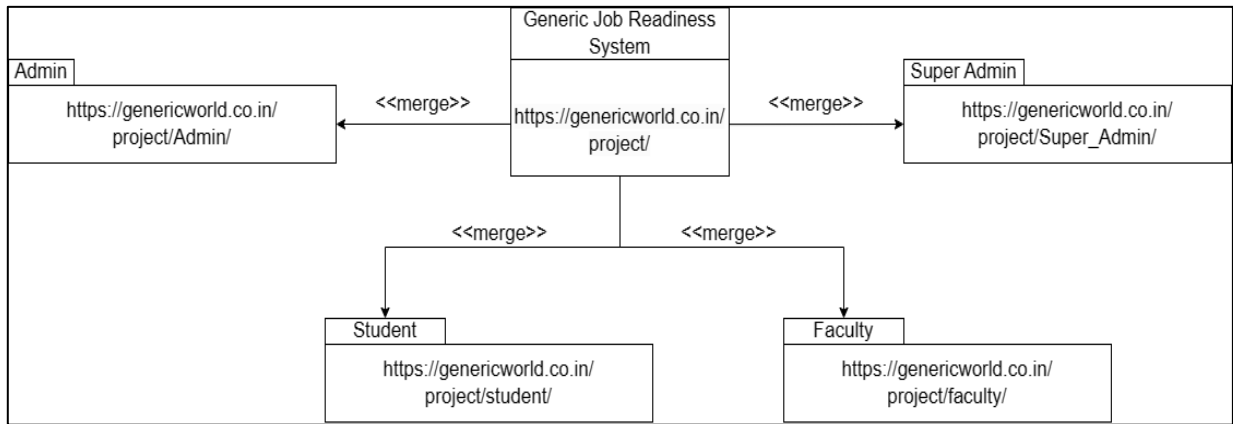 Generic Job Readiness
System
Admin
Super Admin
https://genericworld.co.in/
project/Admin/
<<merge>>
https://genericworld.co.in/
project/
<<merge>>
https://genericworld.co.in/
project/Super_Admin/
<<merge>>
<<merge>>
Student
Faculty
https://genericworld.co.in/
project/student/
https://genericworld.co.in/
project/faculty/